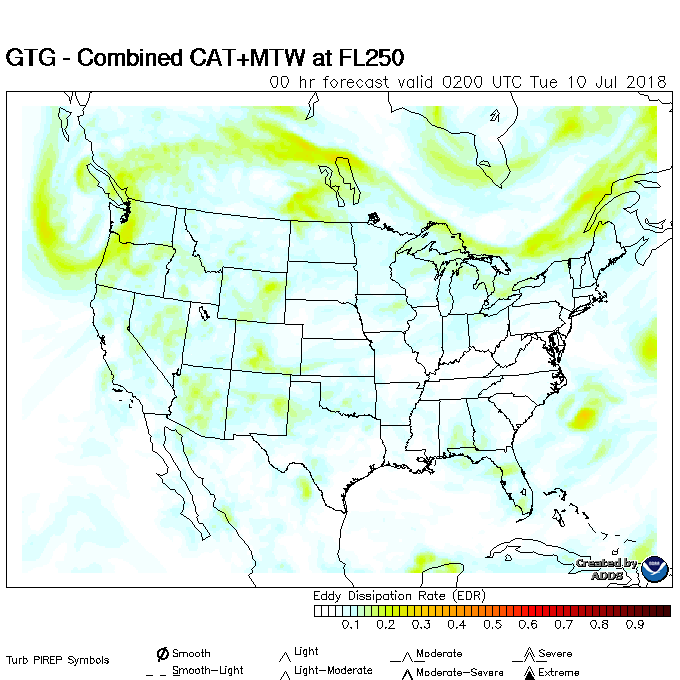 GTG - Combined CAT+MTW at FL250
00 hr forecast valid 0200 UTC Tue 10 Jul 2018
Created by
ADDS
Eddy Dissipation Rate (EDR)
0.1 0.2 0.3 0.4 0.5 0.6 0.7 0.8 0.9
Turb PIREP Symbols
Smooth Light Moderate Severe
Smooth-Light Light-Moderate Moderate-Severe Extreme